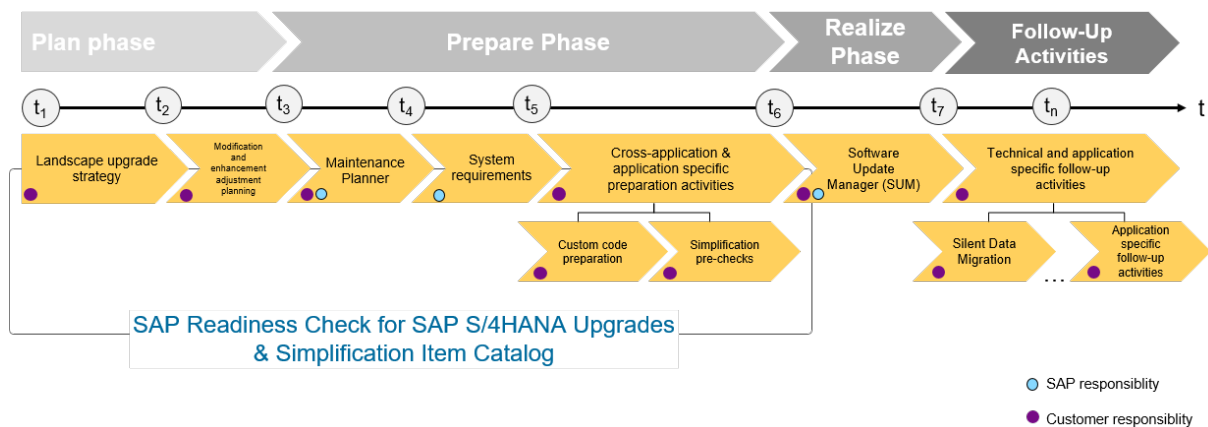 Plan phase
Prepare Phase
Realize
Phase
Follow-Up
Activities
t1
t2
t3
t4
t5
t6
t7
tn
t
Landscape upgrade
strategy
Modification
and
enhancement
adjustment
planning
Maintenance
Planner
System
requirements
Cross-application &
application specific
preparation activities
Software
Update
Manager (SUM)
Technical and application
specific follow-up
activities
Custom code
preparation
Simplification
pre-checks
Silent Data
Migration
...
Application
specific
follow-up
activities
SAP Readiness Check for SAP S/4HANA Upgrades
& Simplification Item Catalog
SAP responsiblity
Customer responsiblity